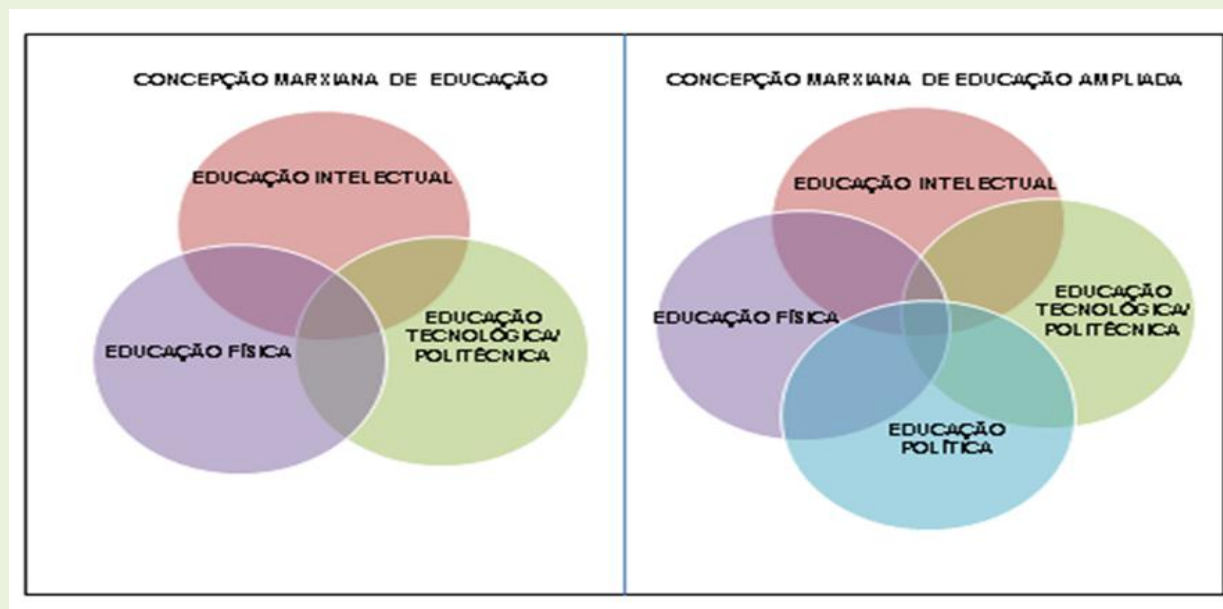 CONCEPÇÃO MARXIANA DE EDUCAÇÃO
EDUCAÇÃO INTELECTUAL
EDUCAÇÃO FÍSICA
EDUCAÇÃO
TECNOLÓGICA/
POLITÉCNICA
CONCEPÇÃO MARXIANA DE EDUCAÇÃO AMPLIADA
EDUCAÇÃO INTELECTUAL
EDUCAÇÃO FÍSICA
EDUCAÇÃO
TECNOLÓGICA/
POLITÉCNICA
EDUCAÇÃO
POLÍTICA